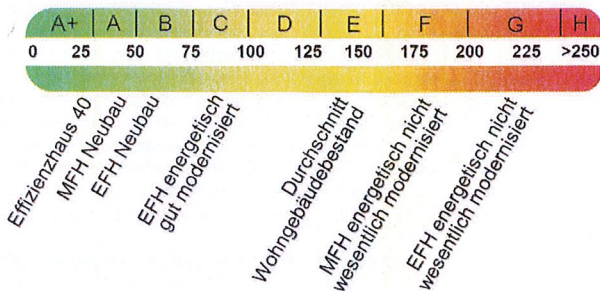 A+ A B C D E F G H
0 25 50 75 100 125 150 175 200 225 >250
Effizienzhaus 40
MFH Neubau
EFH Neubau
EFH energetisch
gut modernisiert
Durchschnitt
Wohngebäudebestand
MFH energetisch nicht
wesentlich modernisiert
EFH energetisch nicht
wesentlich modernisiert